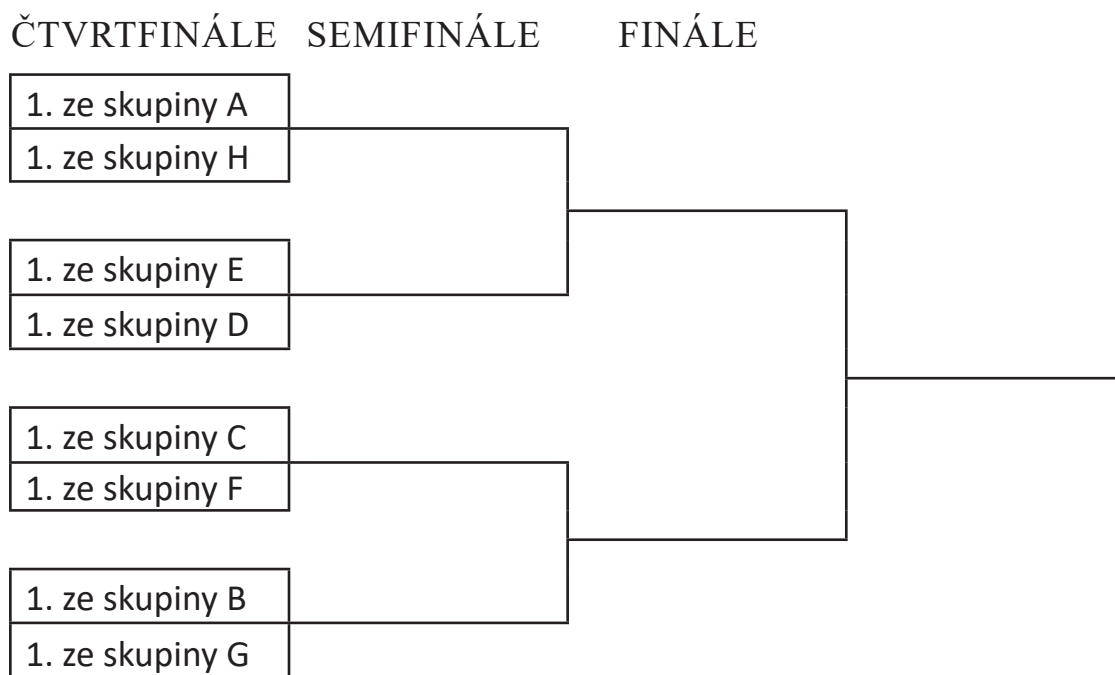 ČTVRTFINÁLE SEMIFINÁLE FINÁLE
1. ze skupiny A
1. ze skupiny H
1. ze skupiny E
1. ze skupiny D
1. ze skupiny C
1. ze skupiny F
1. ze skupiny B
1. ze skupiny G